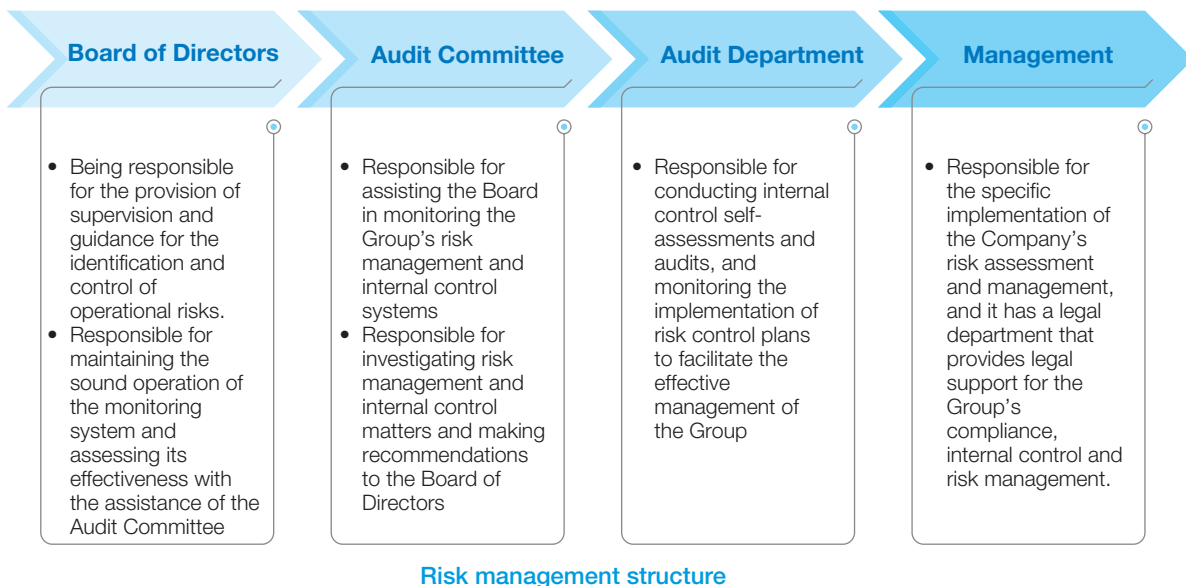 Board of Directors
• Being responsible
for the provision of
supervision and
guidance for the
identification and
control of
operational risks.
• Responsible for
maintaining the
sound operation of
the monitoring
system and
assessing its
effectiveness with
the assistance of the
Audit Committee
Audit Committee
• Responsible for
assisting the Board
in monitoring the
Group’s risk
management and
internal control
systems
• Responsible for
investigating risk
management and
internal control
matters and making
recommendations
to the Board of
Directors
Audit Department
• Responsible for
conducting internal
control self-
assessments and
audits, and
monitoring the
implementation of
risk control plans
to facilitate the
effective
management of
the Group
Management
• Responsible for
the specific
implementation of
the Company’s
risk assessment
and management,
and it has a legal
department that
provides legal
support for the
Group’s
compliance,
internal control and
risk management.
Risk management structure